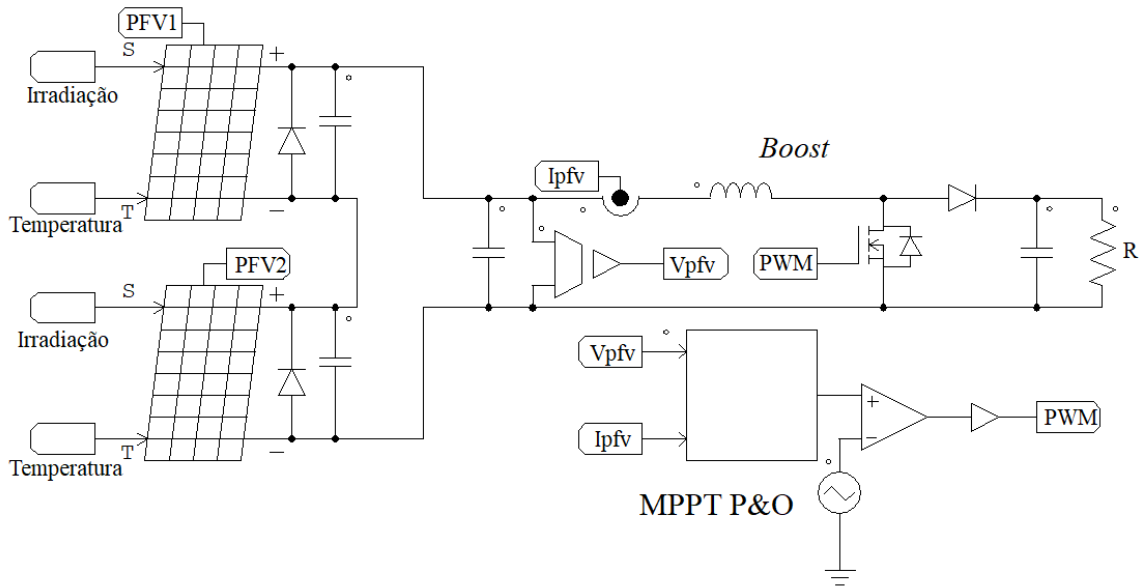 PFV1
S
+
Irradiação
Temperatura
T
−
PFV2
S
+
Irradiação
Temperatura
T
−
Boost
Ipfv
Vpfv
PWM
R
Vpfv
Ipfv
+
−
PWM
MPPT P&O